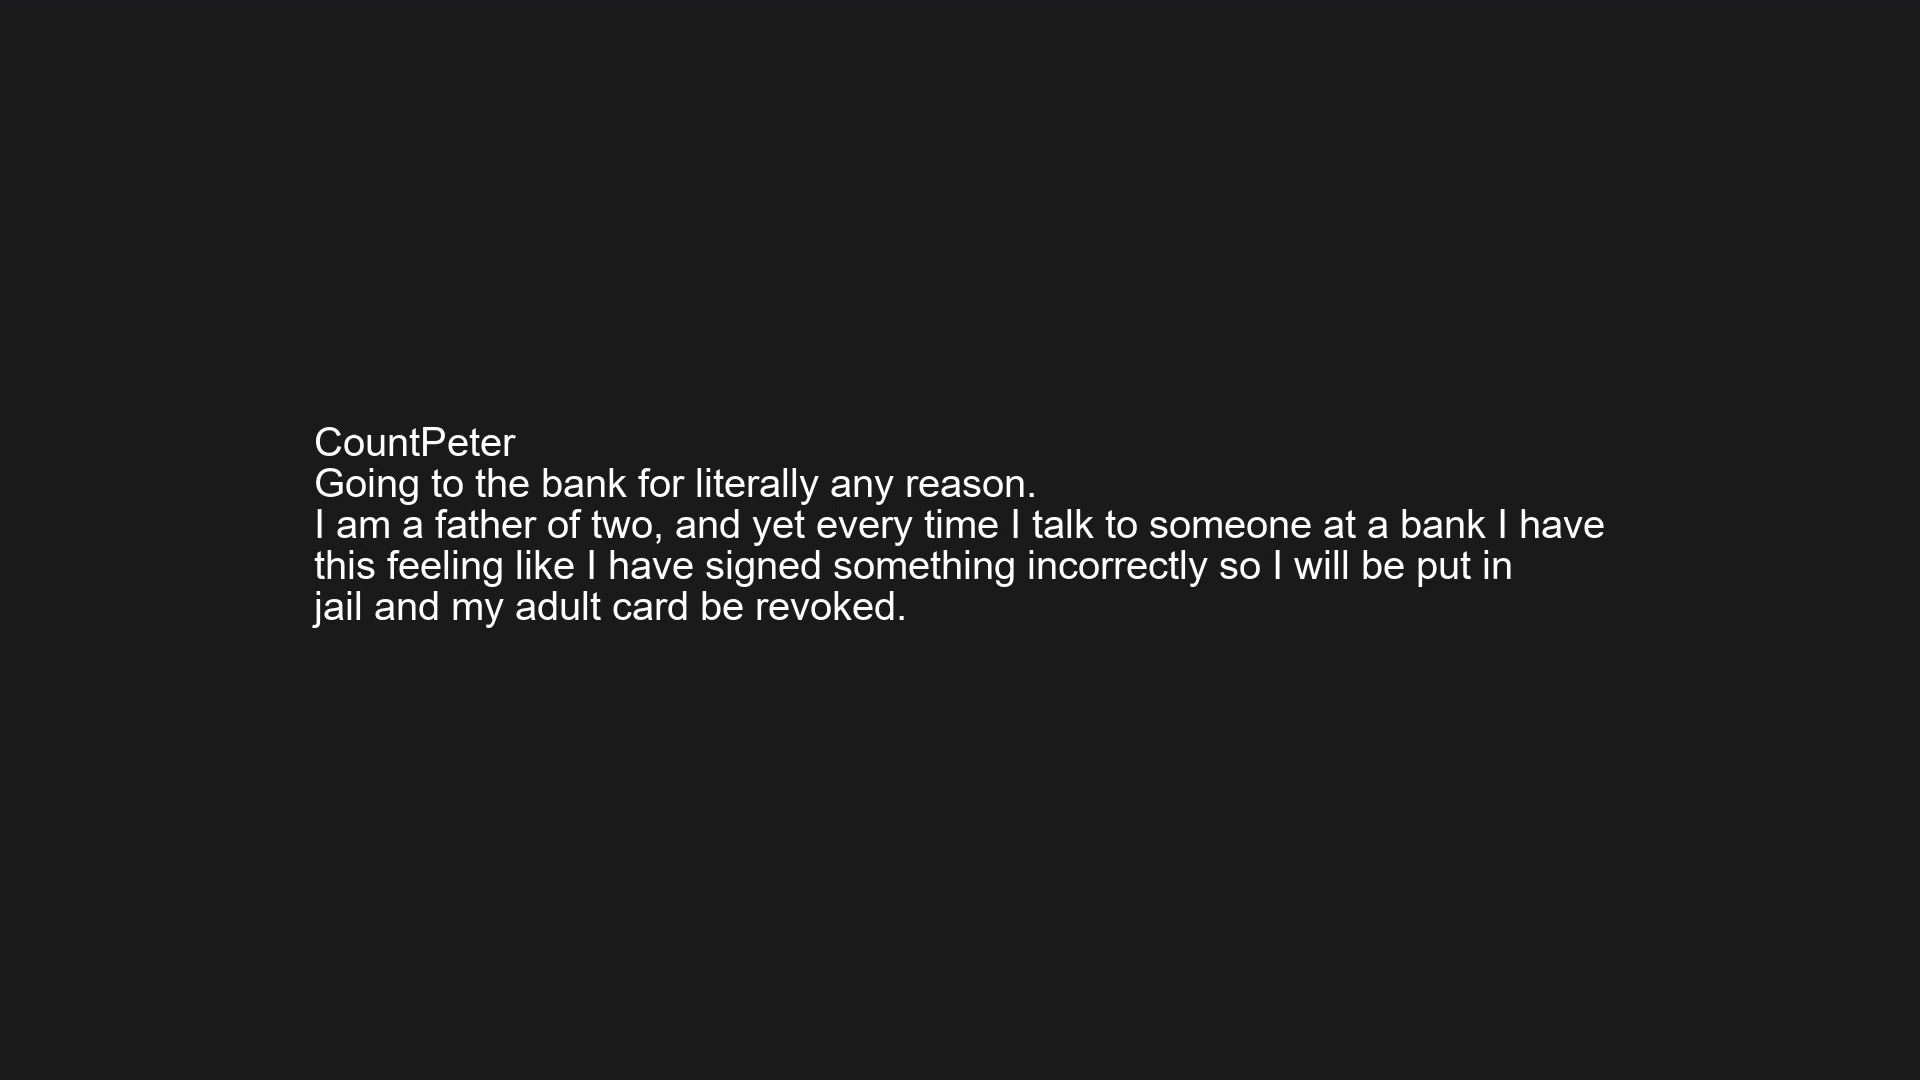 CountPeter
Going to the bank for literally any reason.
I am a father of two, and yet every time I talk to someone at a bank I have
this feeling like I have signed something incorrectly so I will be put in
jail and my adult card be revoked.